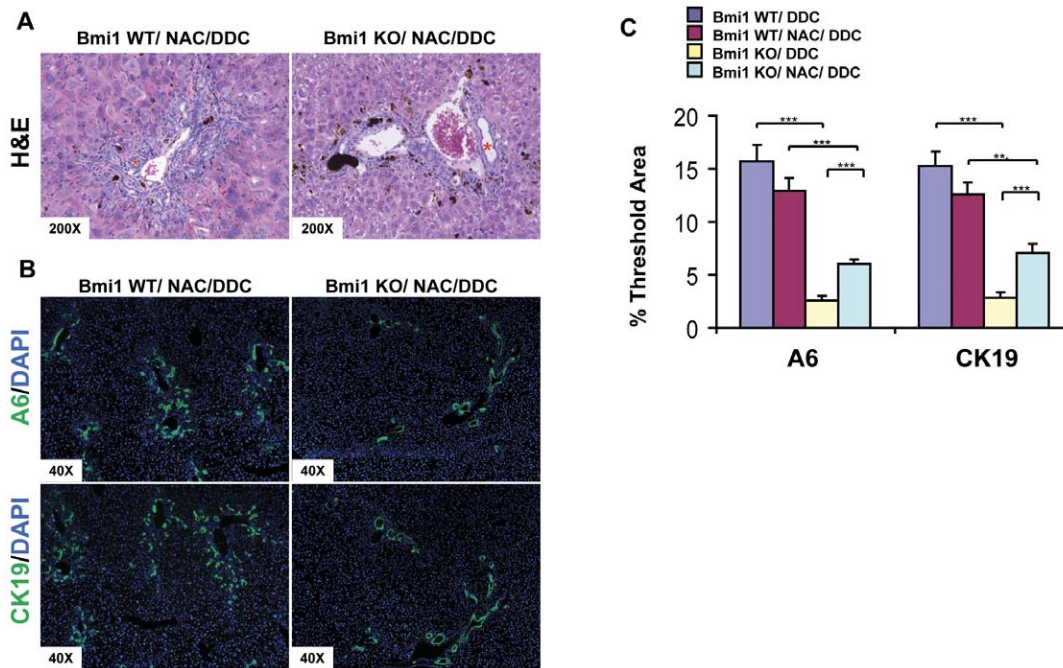 A
Bmi1 WT/ NAC/DDC
Bmi1 KO/ NAC/DDC
H&E
*
200X
*
200X
B
Bmi1 WT/ NAC/DDC
Bmi1 KO/ NAC/DDC
A6/DAPI
40X
40X
CK19/DAPI
40X
40X
C
Bmi1 WT/ DDC
Bmi1 WT/ NAC/ DDC
Bmi1 KO/ DDC
Bmi1 KO/ NAC/ DDC
% Threshold Area
20
15
10
5
0
***
***
***
***
**.
***
A6
CK19